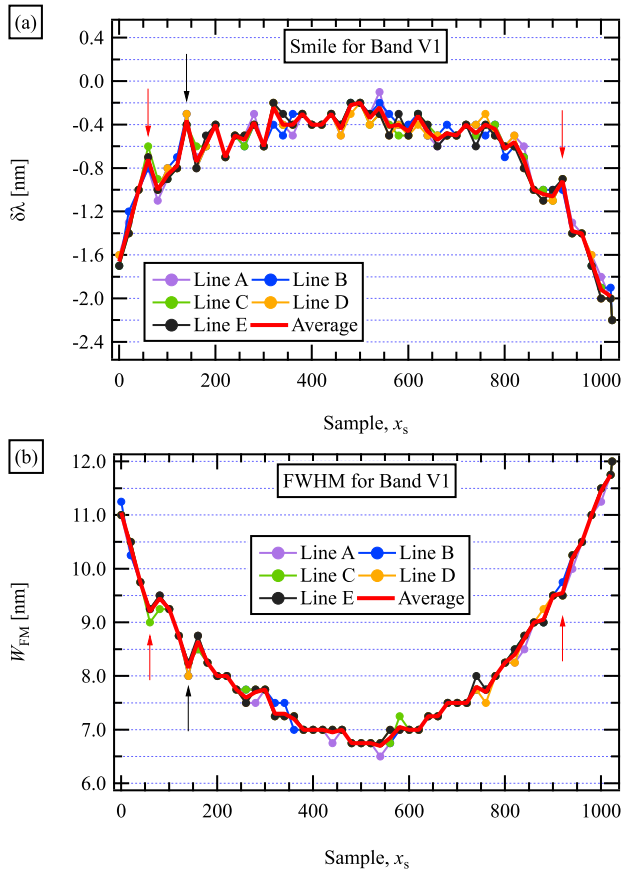 (a)
Smile for Band V1
0.4
0.0
-0.4
-0.8
-1.2
-1.6
-2.0
-2.4
δλ [nm]
Line A Line B
Line C Line D
Line E Average
0 200 400 600 800 1000
Sample, xs
(b)
FWHM for Band V1
12.0
11.0
10.0
9.0
8.0
7.0
6.0
WFM [nm]
Line A Line B
Line C Line D
Line E Average
0 200 400 600 800 1000
Sample, xs